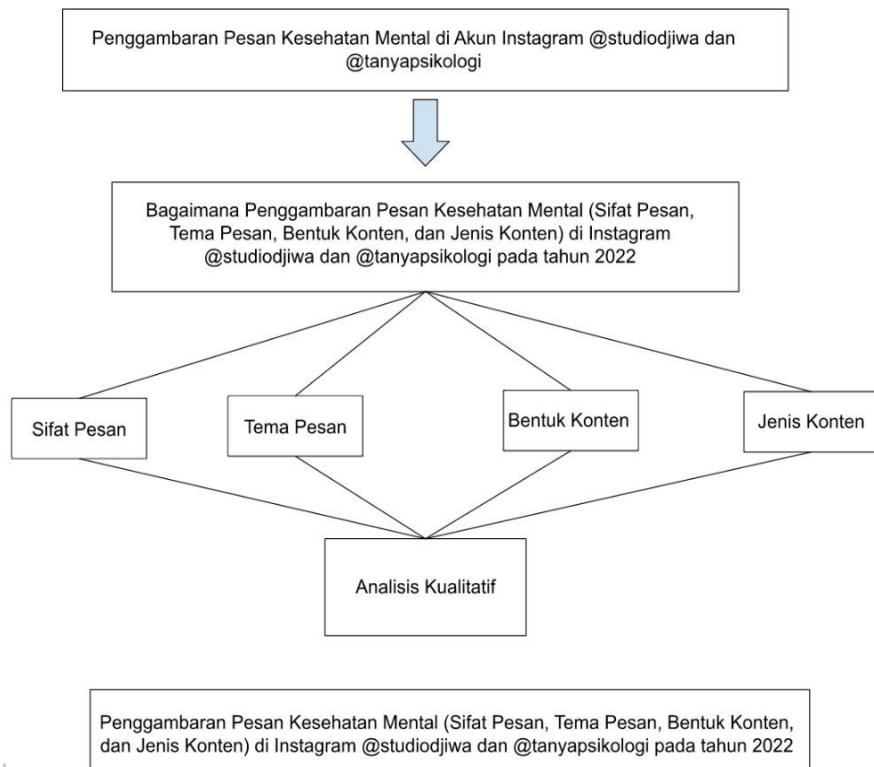 Penggambaran Pesan Kesehatan Mental di Akun Instagram @studiodjiwa dan
@tanyapsikologi
Bagaimana Penggambaran Pesan Kesehatan Mental (Sifat Pesan,
Tema Pesan, Bentuk Konten, dan Jenis Konten) di Instagram
@studiodjiwa dan @tanyapsikologi pada tahun 2022
Sifat Pesan
Tema Pesan
Bentuk Konten
Jenis Konten
Analisis Kualitatif
Penggambaran Pesan Kesehatan Mental (Sifat Pesan, Tema Pesan, Bentuk Konten,
dan Jenis Konten) di Instagram @studiodjiwa dan @tanyapsikologi pada tahun 2022